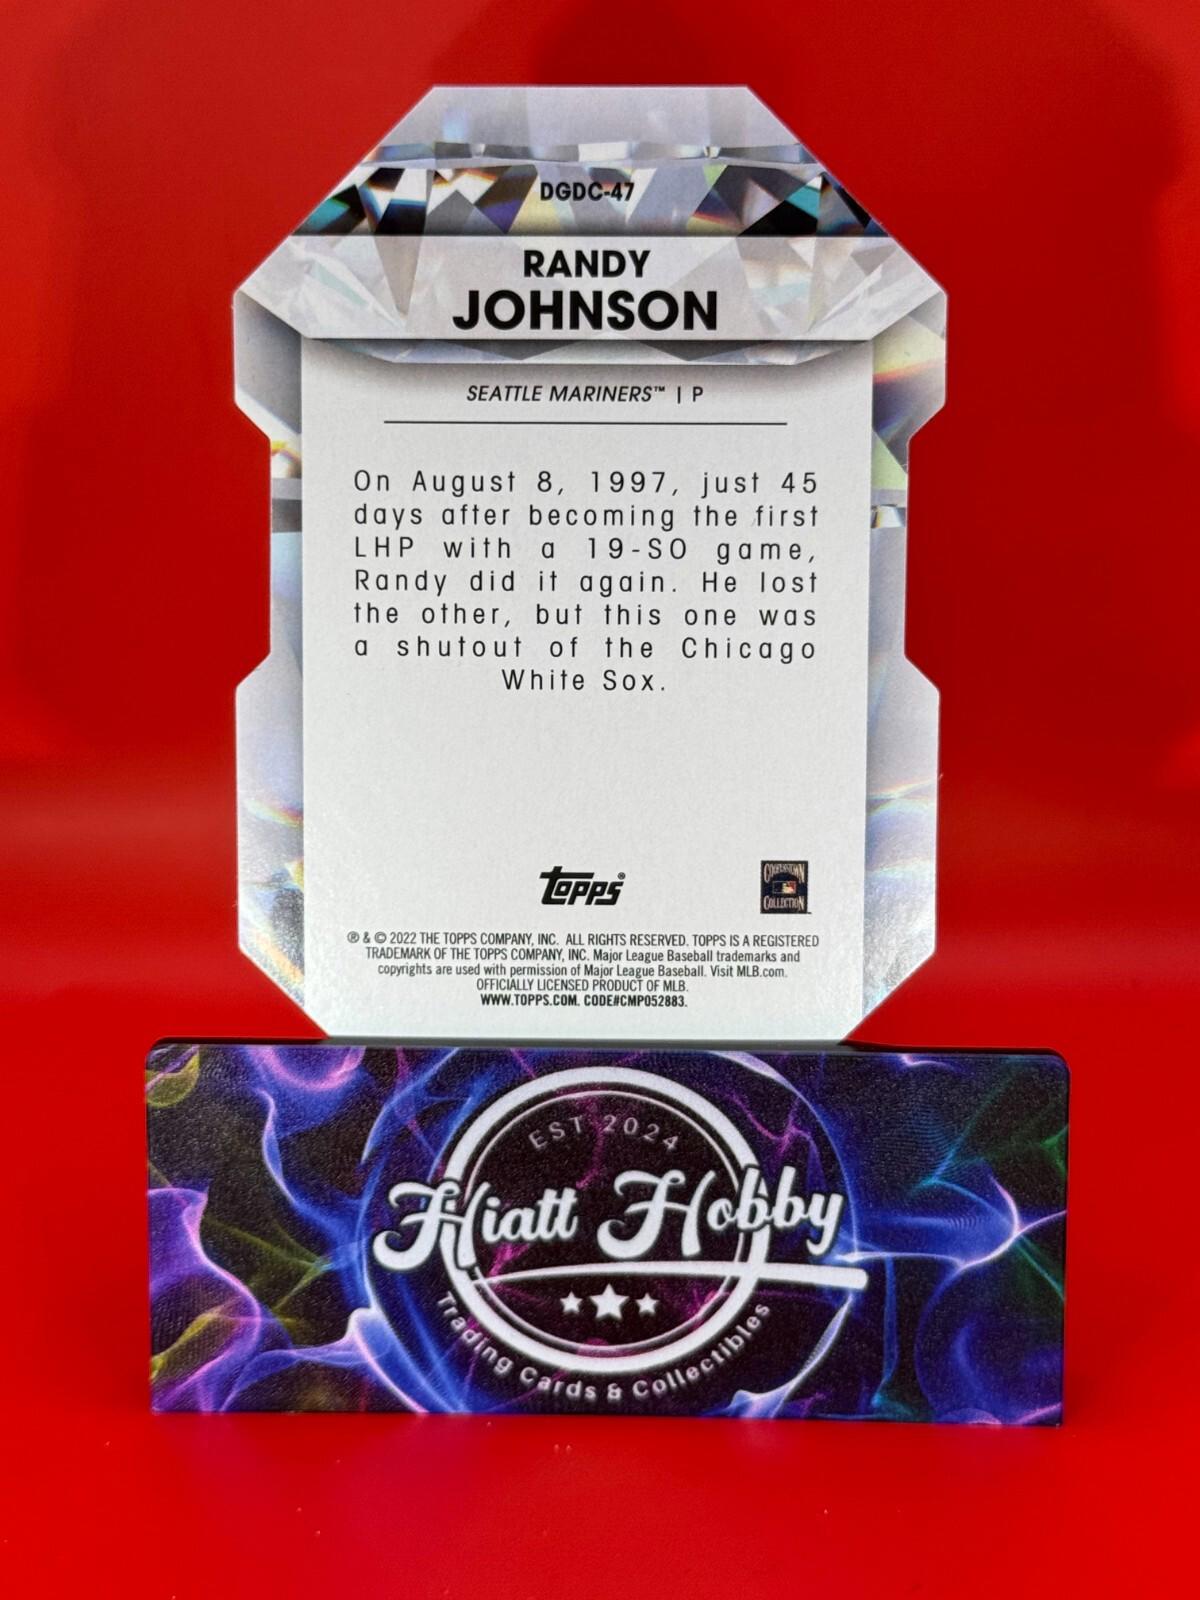 DGDC-47
RANDY
JOHNSON
SEATTLE MARINERS™ | P
On August 8, 1997, just 45
days after becoming the first
LHP with a 19-SO game,
Randy did it again. He lost
the other, but this one was
a shutout of the Chicago
White Sox.
topps®
COOPERSTOWN
COLLECTION
® & © 2022 THE TOPPS COMPANY, INC. ALL RIGHTS RESERVED. TOPPS IS A REGISTERED
TRADEMARK OF THE TOPPS COMPANY, INC. Major League Baseball trademarks and
copyrights are used with permission of Major League Baseball. Visit MLB.com.
OFFICIALLY LICENSED PRODUCT OF MLB.
WWW.TOPPS.COM. CODE#CMP052883.
EST 2024
Hiatt Hobby
Trading Cards & Collectibles